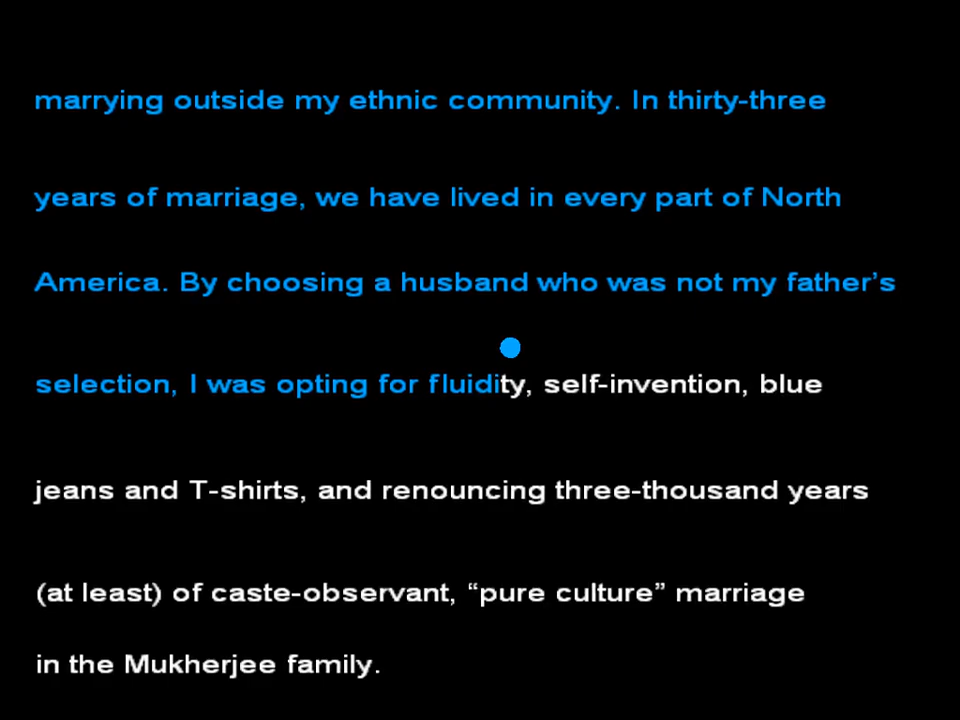 marrying outside my ethnic community. In thirty-three
years of marriage, we have lived in every part of North
America. By choosing a husband who was not my father’s
selection, I was opting for fluidity, self-invention, blue
jeans and T-shirts, and renouncing three-thousand years
(at least) of caste-observant, “pure culture” marriage
in the Mukherjee family.